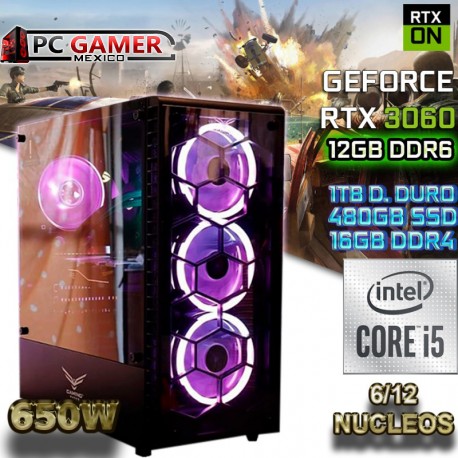 PC GAMER
MEXICO
RTX
ON
GEFORCE
RTX 3060
12GB DDR6
1TB D. DURO
480GB SSD
16GB DDR4
intel
CORE i5
6/12
NUCLEOS
650W